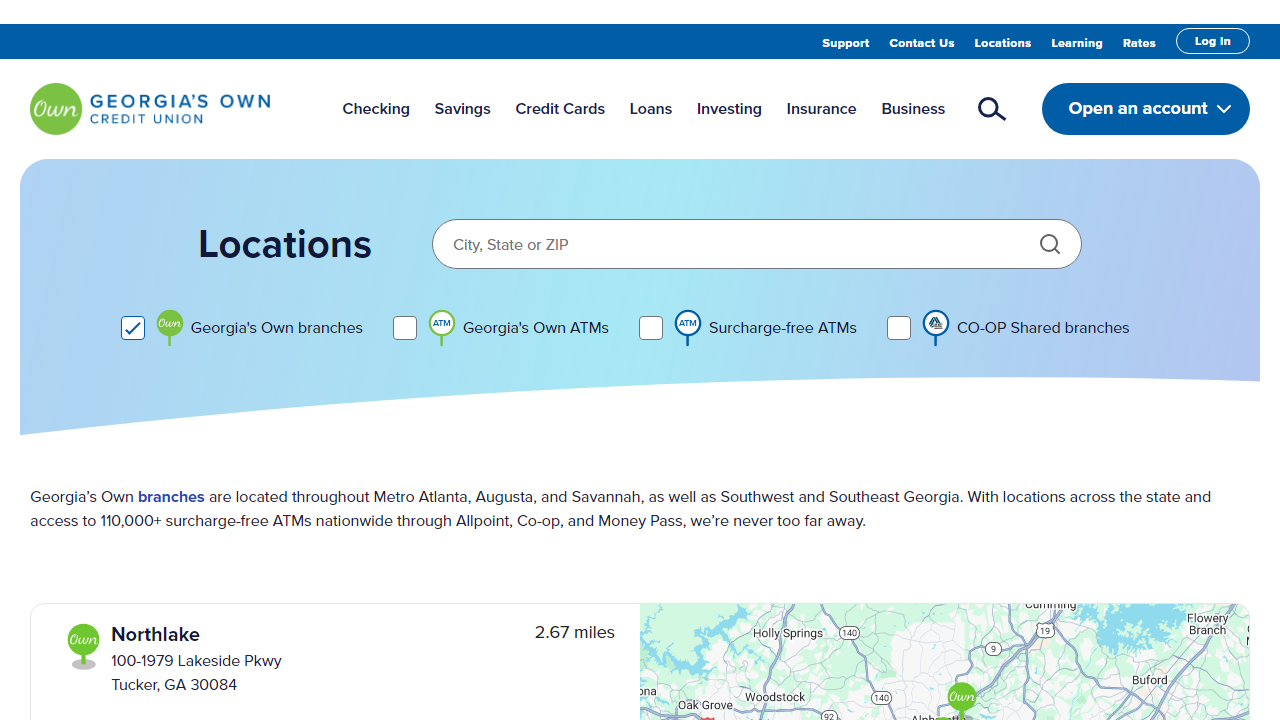 Support Contact Us Locations Learning Rates Log In
Own GEORGIA'S OWN
CREDIT UNION
Checking Savings Credit Cards Loans Investing Insurance Business Open an account
Locations
City, State or ZIP
Own Georgia's Own branches ATM Georgia's Own ATMs ATM Surcharge-free ATMs CO-OP Shared branches
Georgia’s Own branches are located throughout Metro Atlanta, Augusta, and Savannah, as well as Southwest and Southeast Georgia. With locations across the state and
access to 110,000+ surcharge-free ATMs nationwide through Allpoint, Co-op, and Money Pass, we’re never too far away.
Own Northlake 2.67 miles
100-1979 Lakeside Pkwy
Tucker, GA 30084
Cumming
Flowery
Branch
Holly Springs 140 19
9
Buford
Woodstock 140 Own
Oak Grove
92